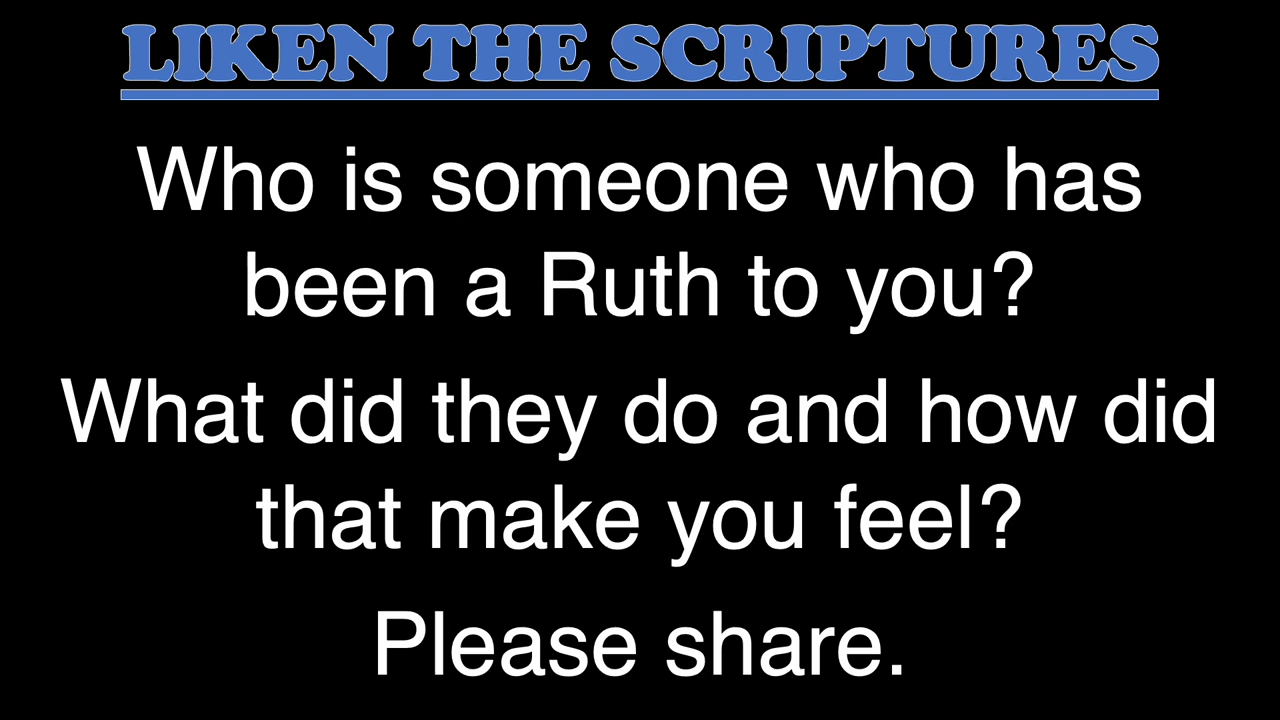 LIKEN THE SCRIPTURES
Who is someone who has
been a Ruth to you?
What did they do and how did
that make you feel?
Please share.